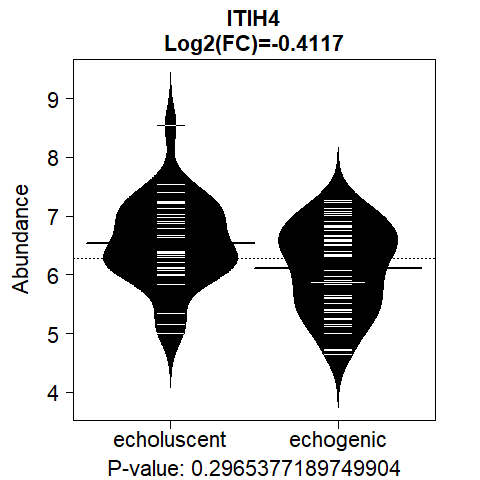 ITIH4
Log2(FC)=-0.4117
Abundance
9
8
7
6
5
4
echoluscent echogenic
P-value: 0.2965377189749904